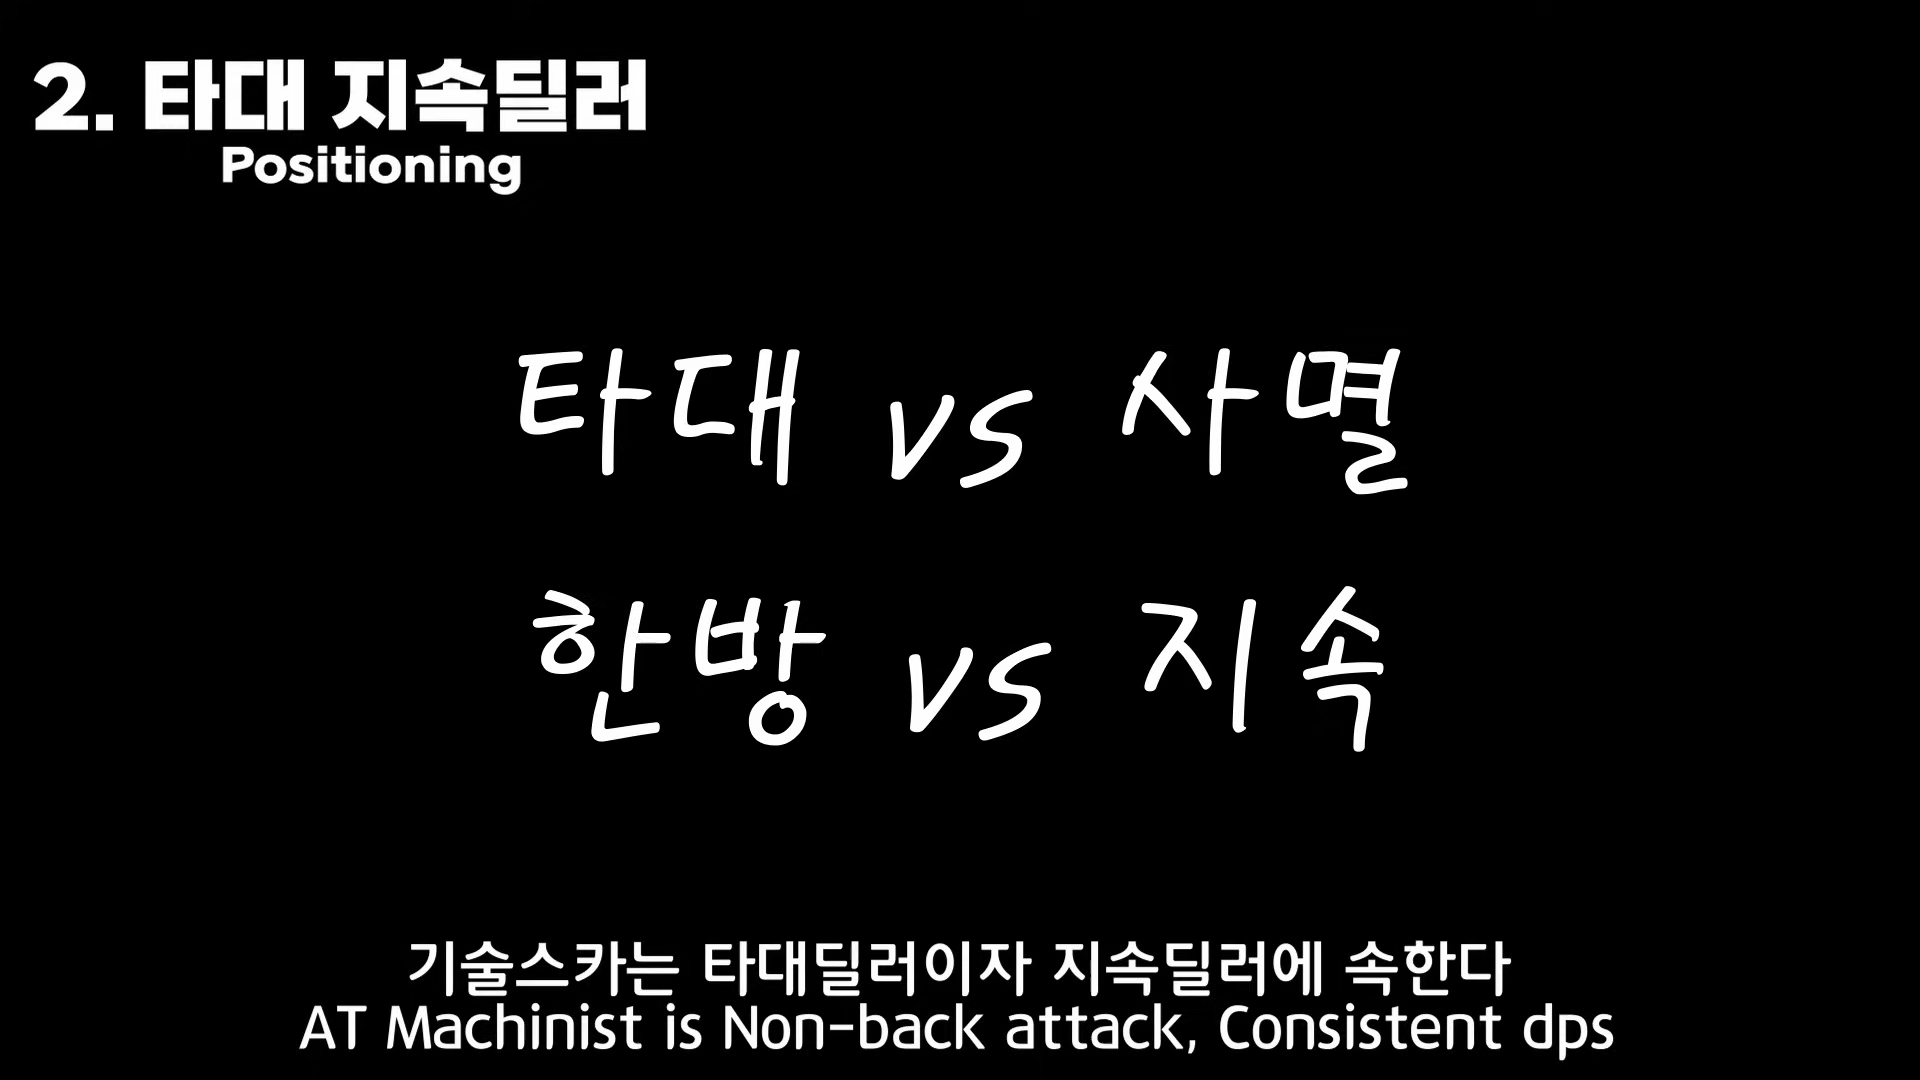 2. 타대 지속딜러
Positioning
타대 vs 사멸
한방 vs 지속
기술스카는 타대딜러이자 지속딜러에 속한다
AT Machinist is Non-back attack, Consistent dps